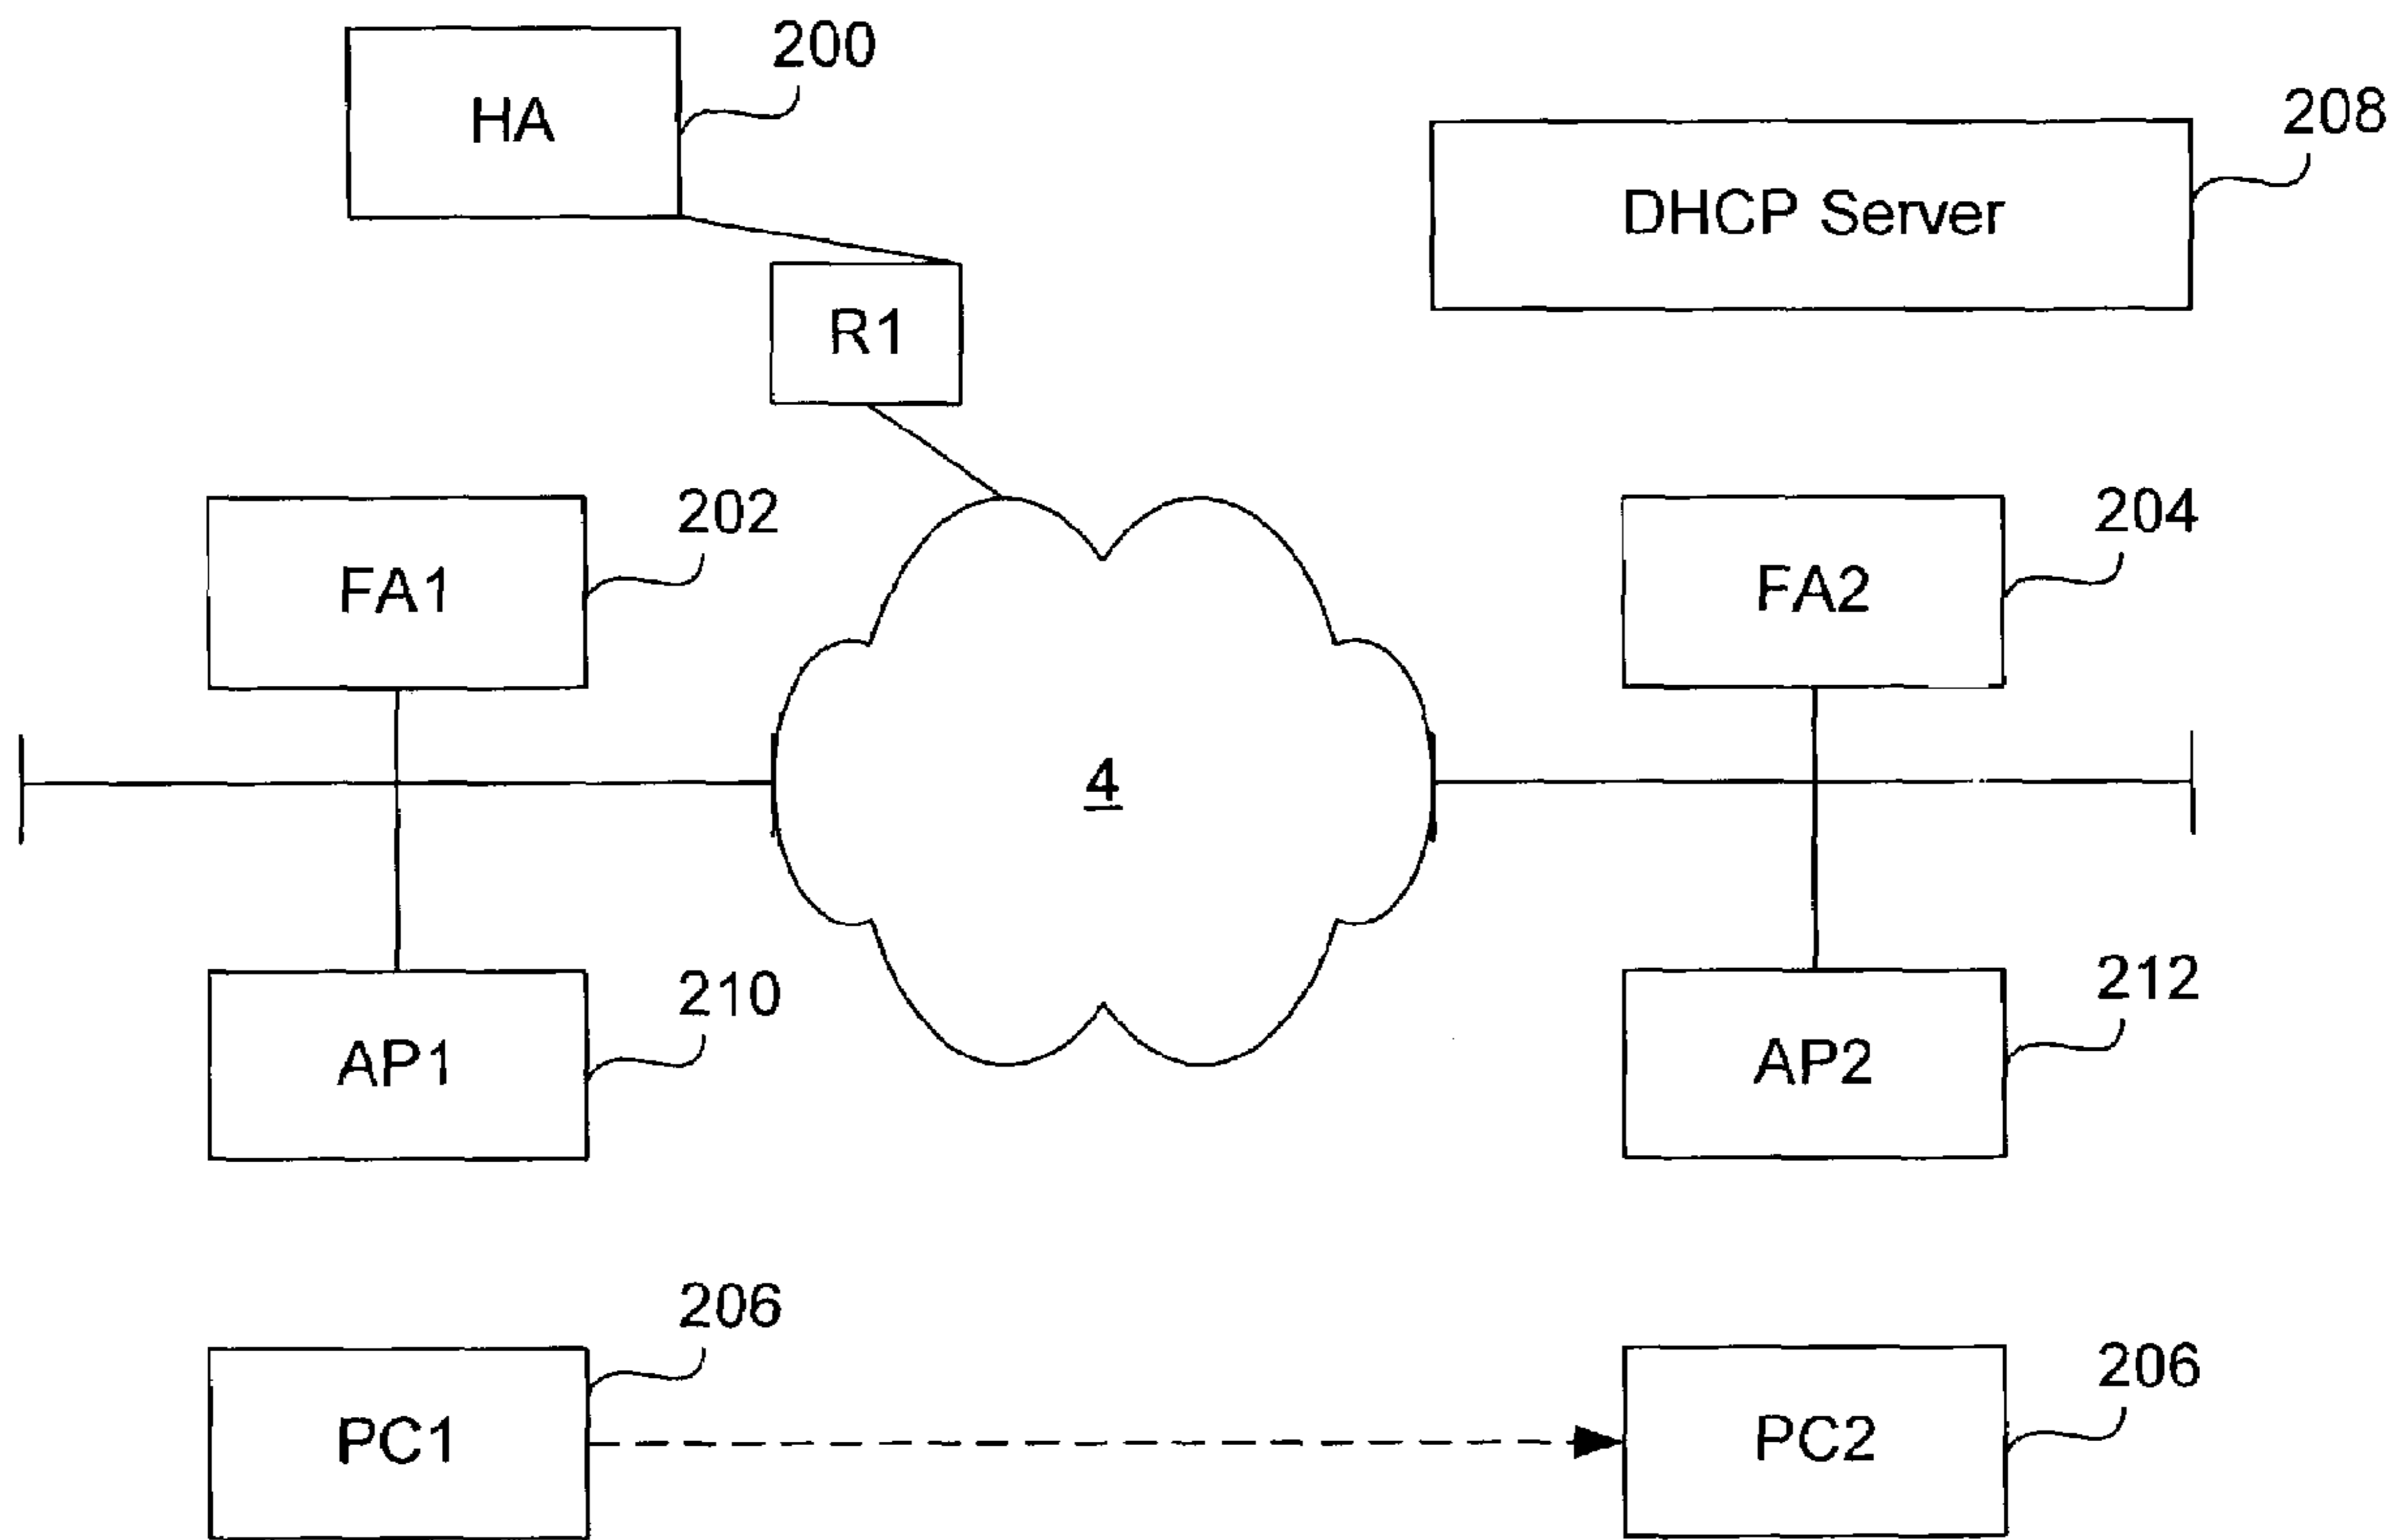 200
HA
208
DHCP Server
R1
202
FA1
204
FA2
4
210
AP1
212
AP2
206
PC1
206
PC2